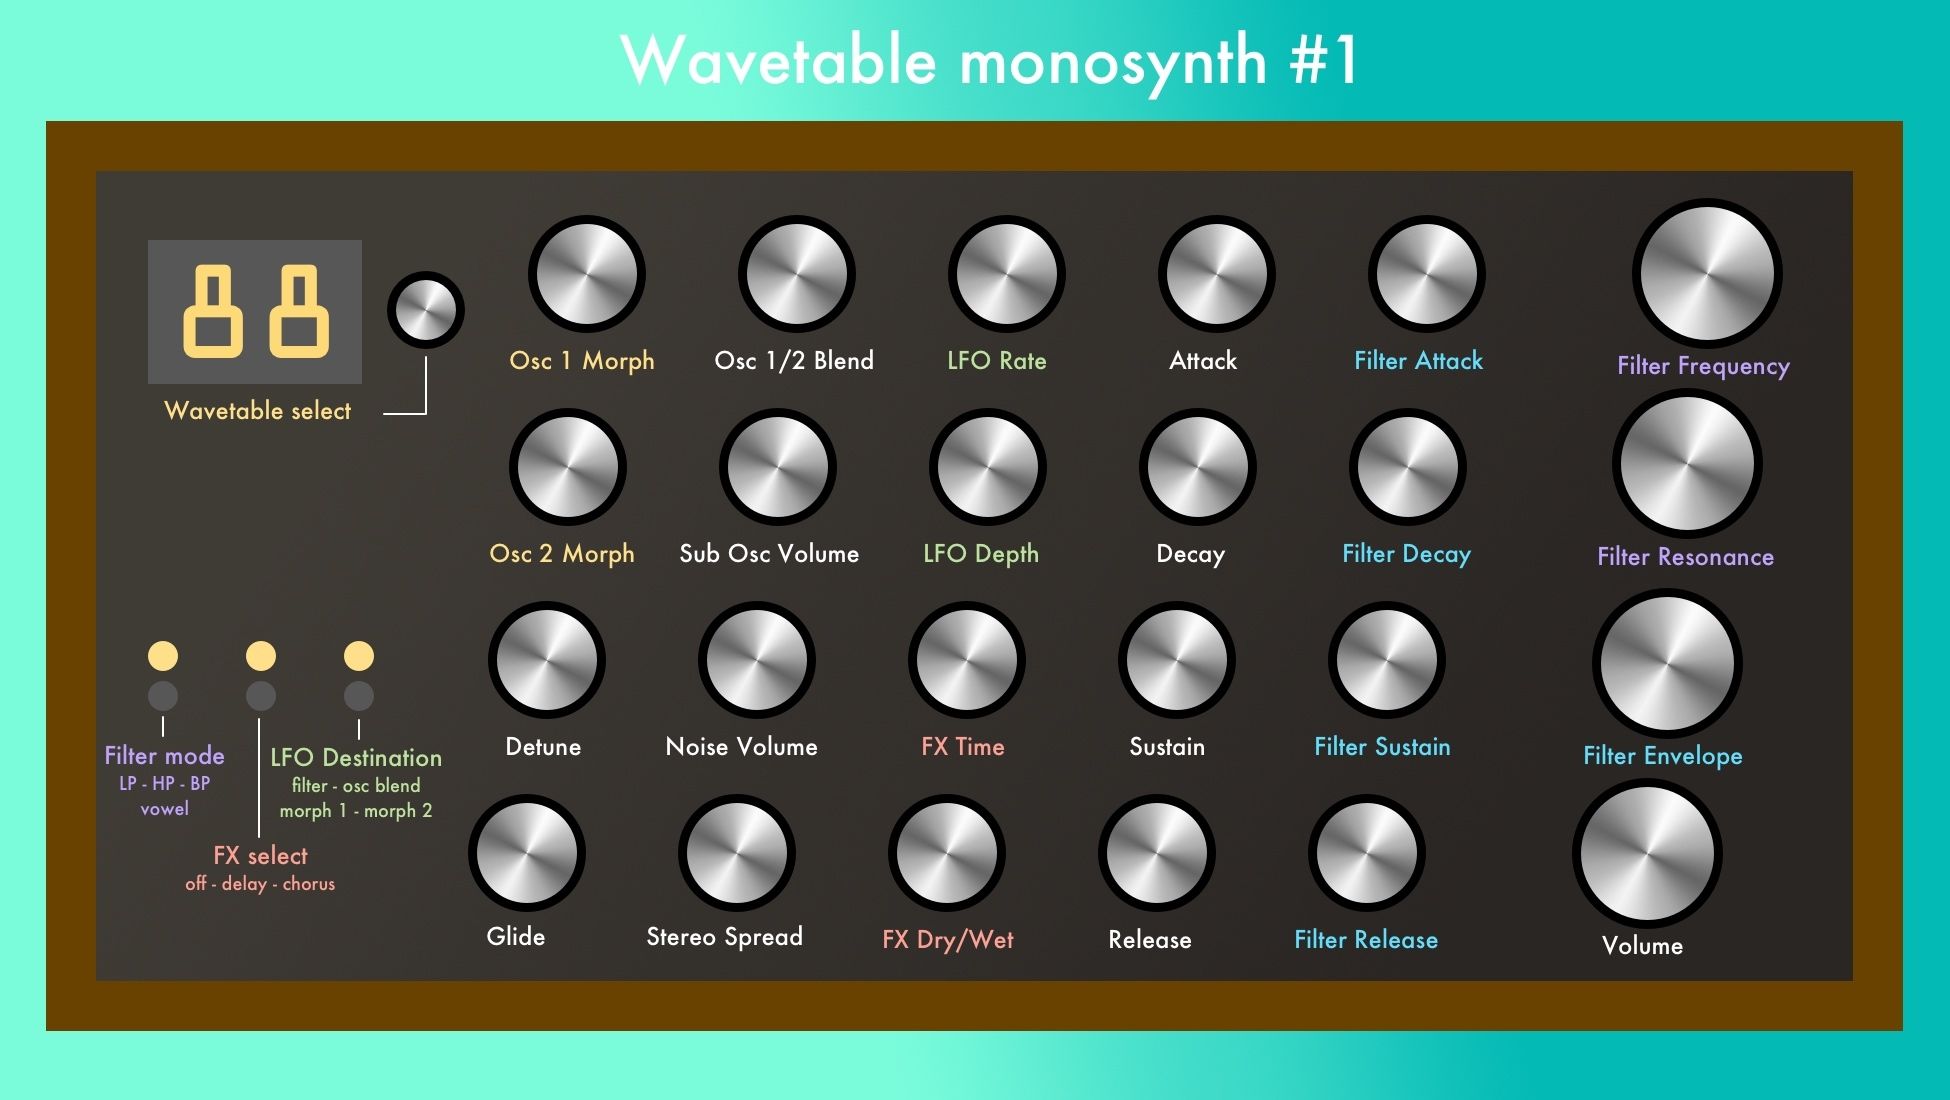 Wavetable monosynth #1
88
Wavetable select
Osc 1 Morph
Osc 1/2 Blend
LFO Rate
Attack
Filter Attack
Filter Frequency
Osc 2 Morph
Sub Osc Volume
LFO Depth
Decay
Filter Decay
Filter Resonance
Detune
Noise Volume
FX Time
Sustain
Filter Sustain
Filter Envelope
Filter mode
LP - HP - BP
vowel
LFO Destination
filter - osc blend
morph 1 - morph 2
FX select
off - delay - chorus
Glide
Stereo Spread
FX Dry/Wet
Release
Filter Release
Volume